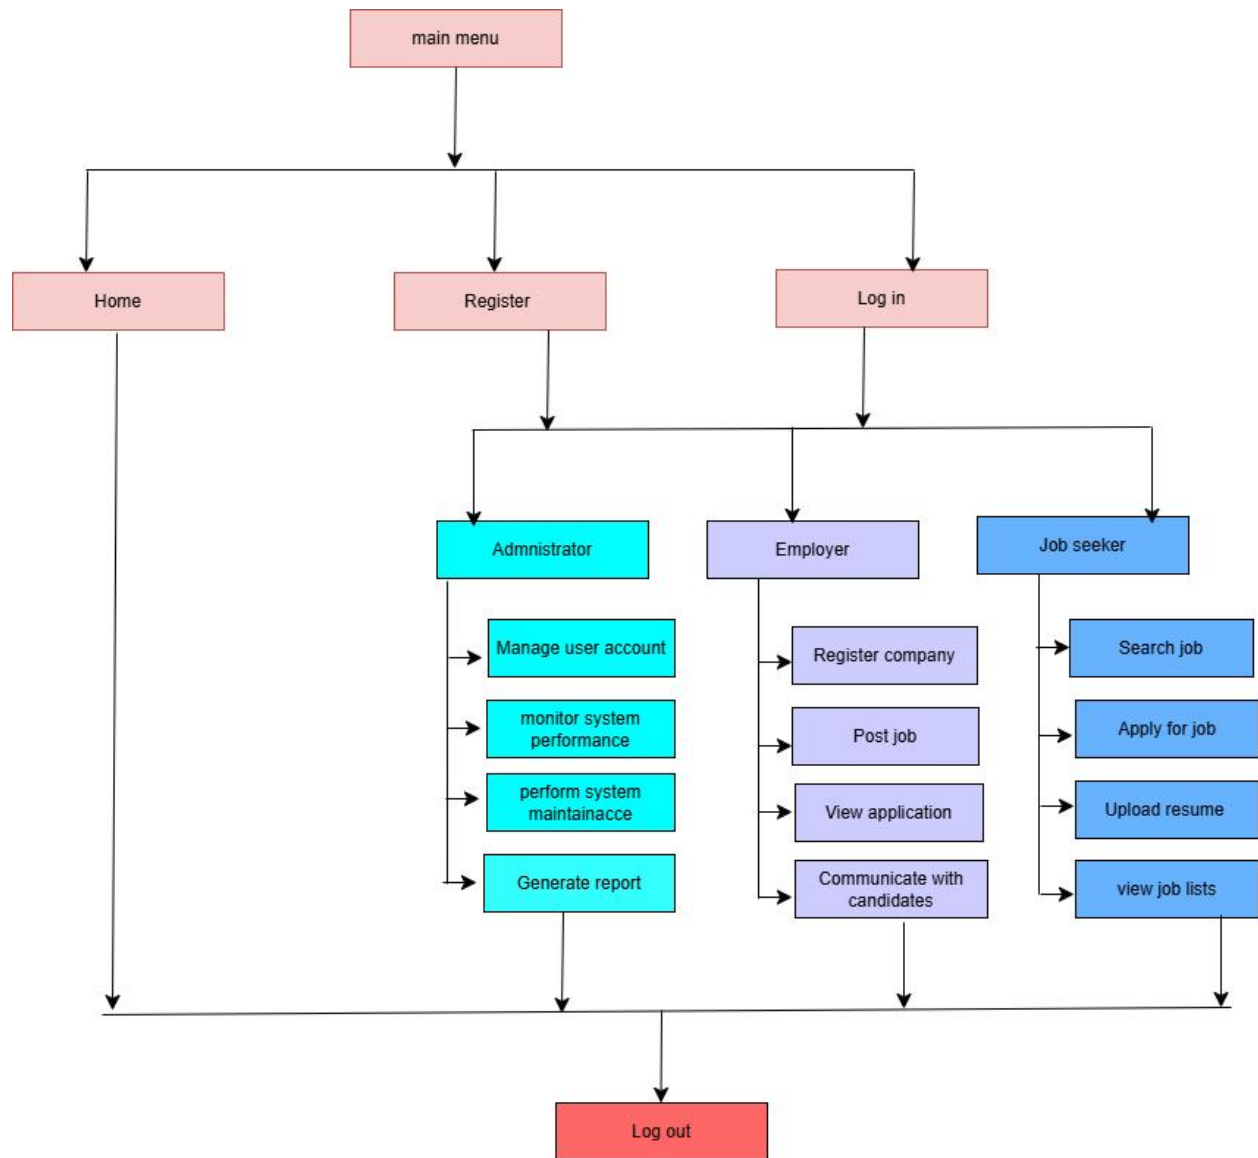 main menu
Home
Register
Log in
Admnistrator
Employer
Job seeker
Manage user account
monitor system
performance
perform system
maintainacce
Generate report
Register company
Post job
View application
Communicate with
candidates
Search job
Apply for job
Upload resume
view job lists
Log out